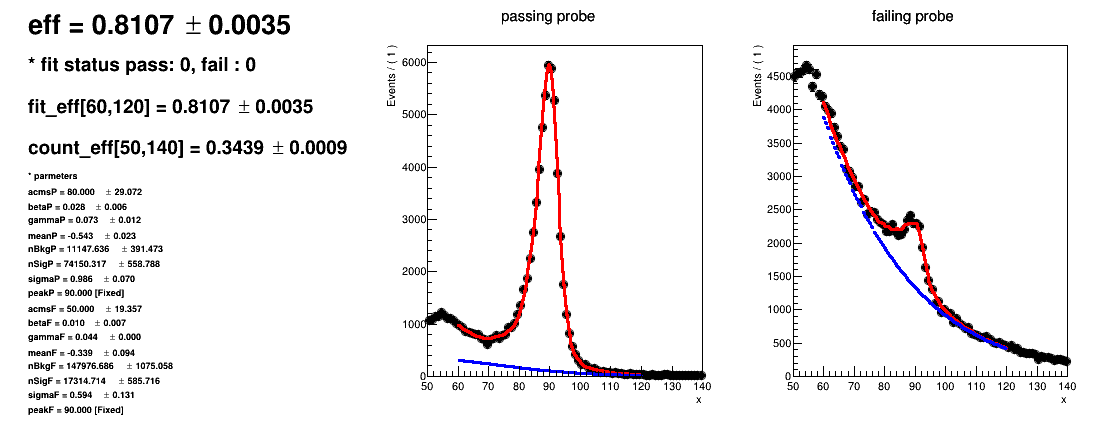 eff = 0.8107 ± 0.0035
* fit status pass: 0, fail : 0
fit_eff[60,120] = 0.8107 ± 0.0035
count_eff[50,140] = 0.3439 ± 0.0009
* parmeters
acmsP = 80.000 ± 29.072
betaP = 0.028 ± 0.006
gammaP = 0.073 ± 0.012
meanP = -0.543 ± 0.023
nBkgP = 11147.636 ± 391.473
nSigP = 74150.317 ± 558.788
sigmaP = 0.986 ± 0.070
peakP = 90.000 [Fixed]
acmsF = 50.000 ± 19.357
betaF = 0.010 ± 0.007
gammaF = 0.044 ± 0.000
meanF = -0.339 ± 0.094
nBkgF = 147976.686 ± 1075.058
nSigF = 17314.714 ± 585.716
sigmaF = 0.594 ± 0.131
peakF = 90.000 [Fixed]
passing probe
Events / ( 1 )
6000
5000
4000
3000
2000
1000
0
50 60 70 80 90 100 110 120 130 140
x
failing probe
Events / ( 1 )
4500
4000
3500
3000
2500
2000
1500
1000
500
0
50 60 70 80 90 100 110 120 130 140
x